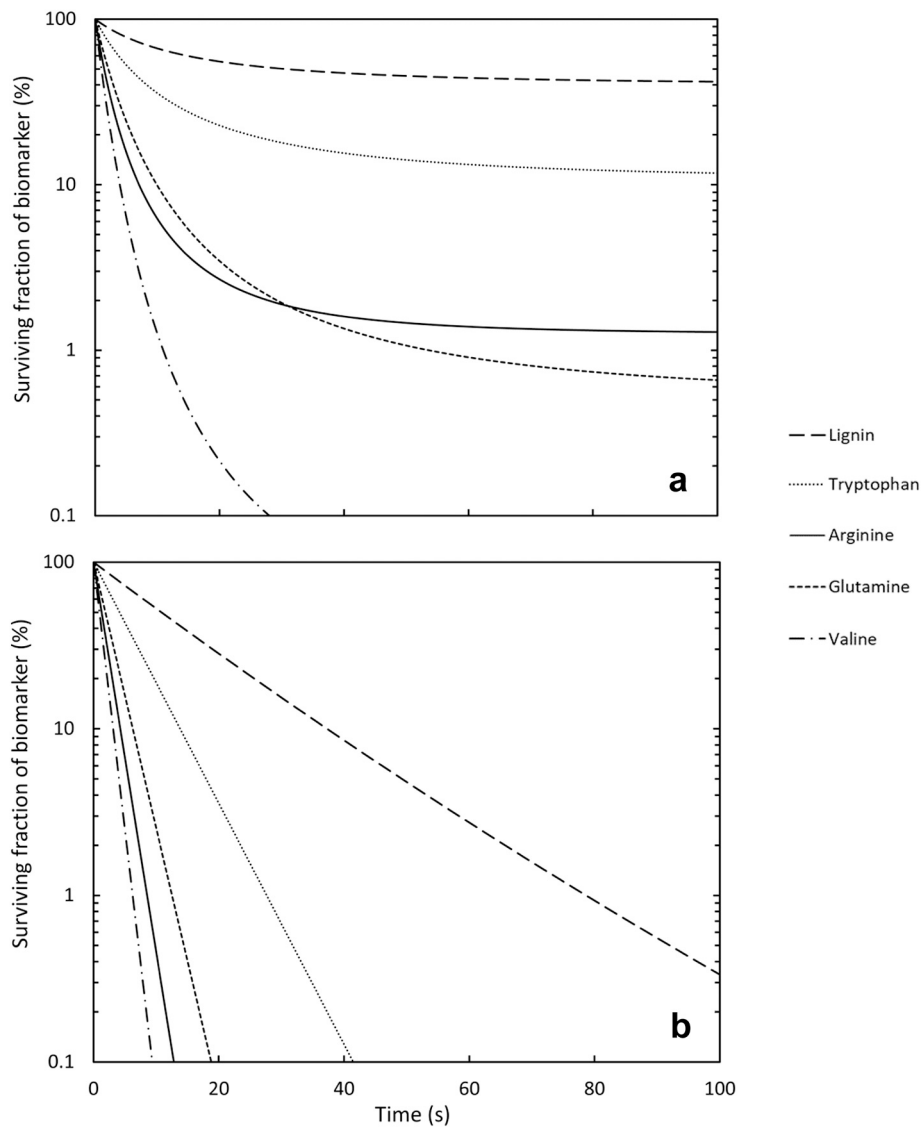 100
10
1
0.1
Surviving fraction of biomarker (%)
a
Lignin
Tryptophan
Arginine
Glutamine
Valine
100
10
1
0.1
Surviving fraction of biomarker (%)
b
0 20 40 60 80 100
Time (s)